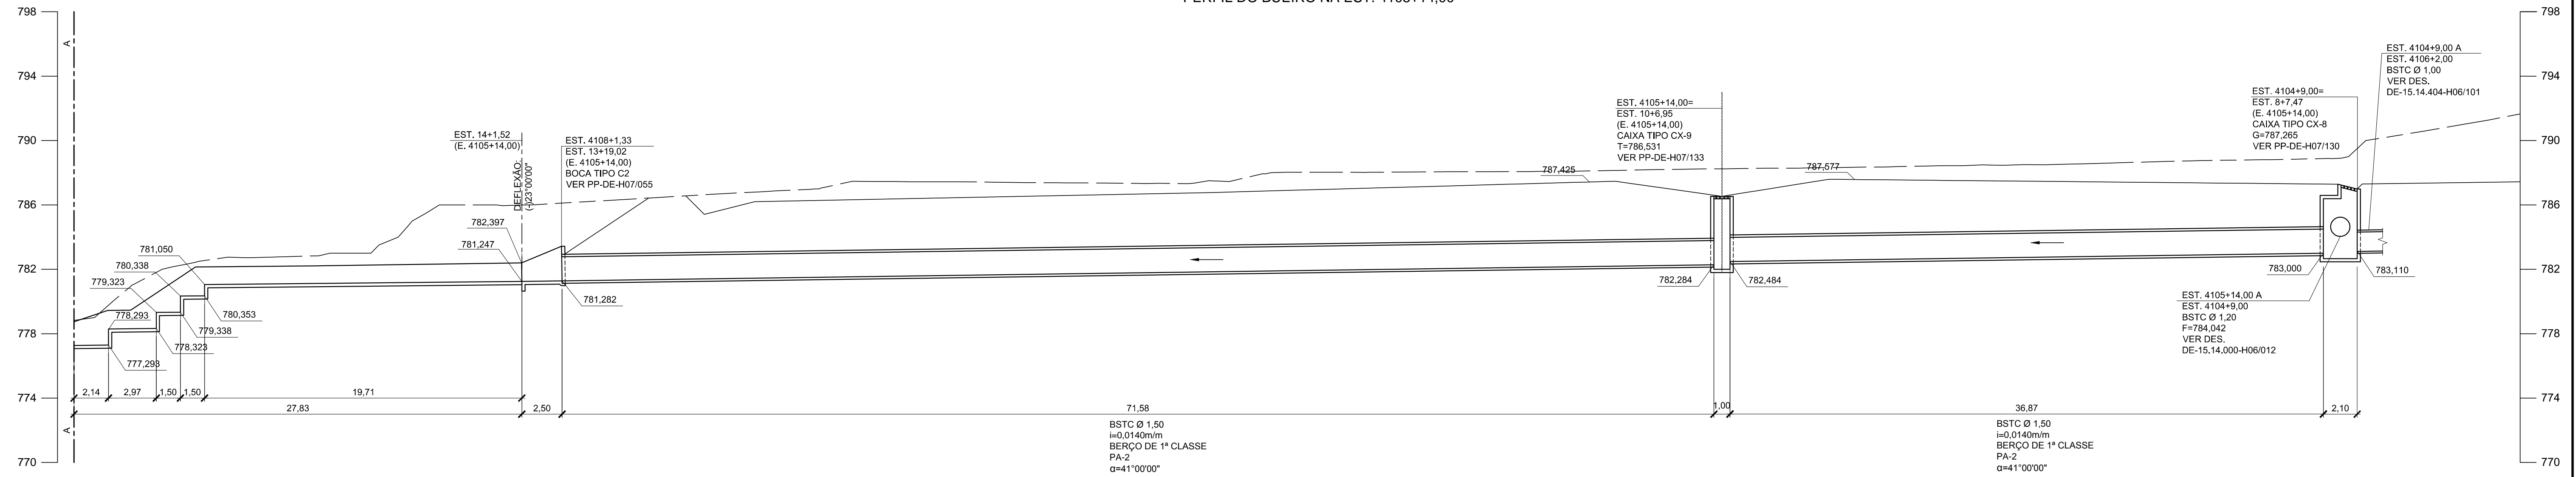 798
794
790
786
782
778
774
770
A
A
EST. 14+1,52
(E. 4105+14,00)
DEFLEXÃO:
(-)23°00'00"
EST. 4108+1,33
EST. 13+19,02
(E. 4105+14,00)
BOCA TIPO C2
VER PP-DE-H07/055
782,397
781,247
781,050
780,338
779,323
778,293
777,293
778,323
779,338
780,353
781,282
787,425
EST. 4105+14,00=
EST. 10+6,95
(E. 4105+14,00)
CAIXA TIPO CX-9
T=786,531
VER PP-DE-H07/133
787,577
782,284
782,484
EST. 4104+9,00=
EST. 8+7,47
(E. 4105+14,00)
CAIXA TIPO CX-8
G=787,265
VER PP-DE-H07/130
EST. 4104+9,00 A
EST. 4106+2,00
BSTC Ø 1,00
VER DES.
DE-15.14.404-H06/101
783,000
783,110
EST. 4105+14,00 A
EST. 4104+9,00
BSTC Ø 1,20
F=784,042
VER DES.
DE-15.14.000-H06/012
2,14
2,97
1,50
1,50
19,71
27,83
2,50
71,58
1,00
36,87
2,10
BSTC Ø 1,50
i=0,0140m/m
BERÇO DE 1ª CLASSE
PA-2
α=41°00'00"
BSTC Ø 1,50
i=0,0140m/m
BERÇO DE 1ª CLASSE
PA-2
α=41°00'00"
798
794
790
786
782
778
774
770